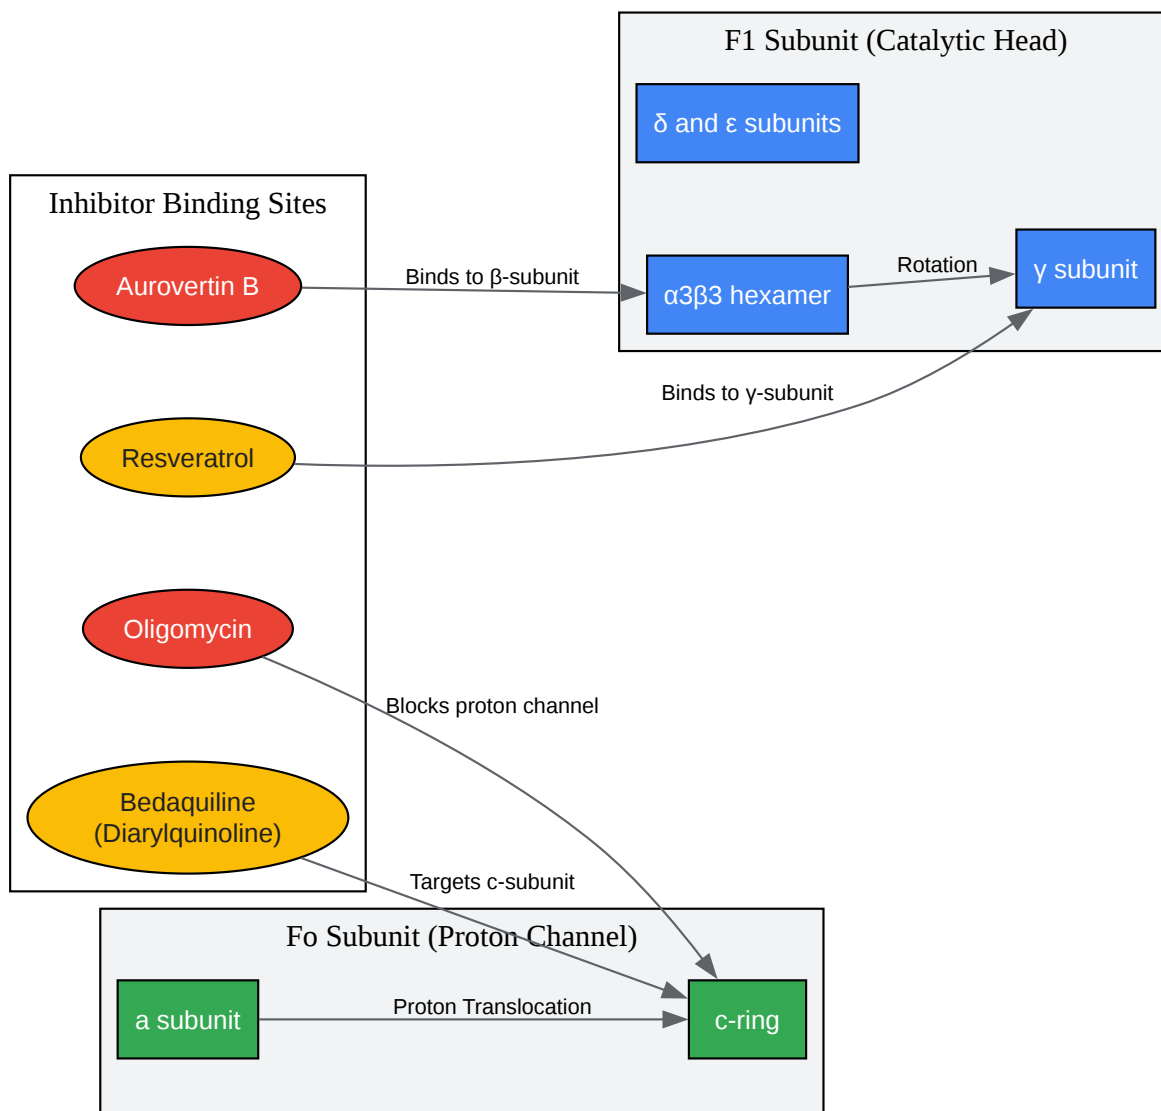 F1 Subunit (Catalytic Head)
δ and ε subunits
Inhibitor Binding Sites
Aurovertin B
Binds to β-subunit
α3β3 hexamer
Rotation
γ subunit
Binds to γ-subunit
Resveratrol
Oligomycin
Blocks proton channel
Bedaquiline
(Diarylquinoline)
Targets c-subunit
Fo Subunit (Proton Channel)
a subunit
Proton Translocation
c-ring